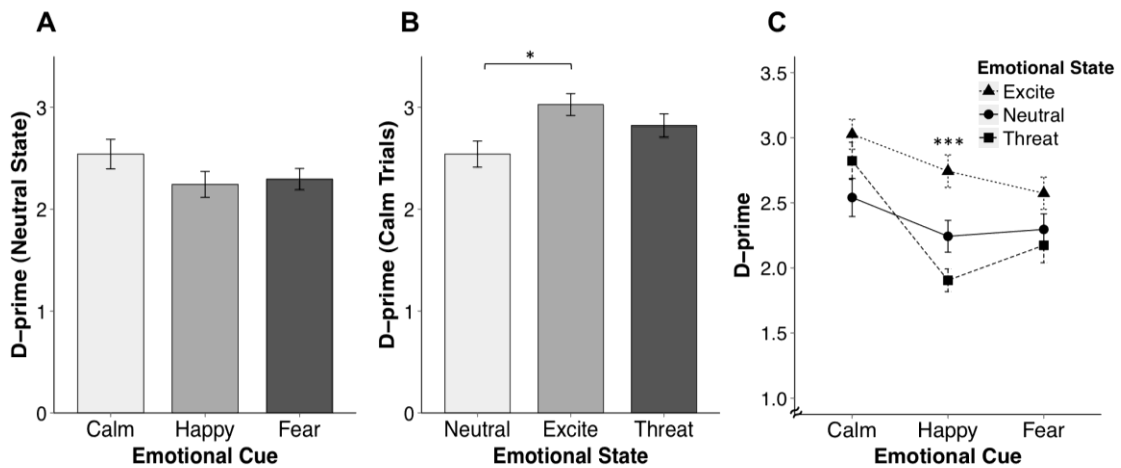 A
D–prime (Neutral State)
3
2
1
0
Calm Happy Fear
Emotional Cue
B
D–prime (Calm Trials)
*
3
2
1
0
Neutral Excite Threat
Emotional State
C
D–prime
3.5
3.0
2.5
2.0
1.5
1.0
Emotional State
Excite
Neutral
Threat
***
Calm Happy Fear
Emotional Cue